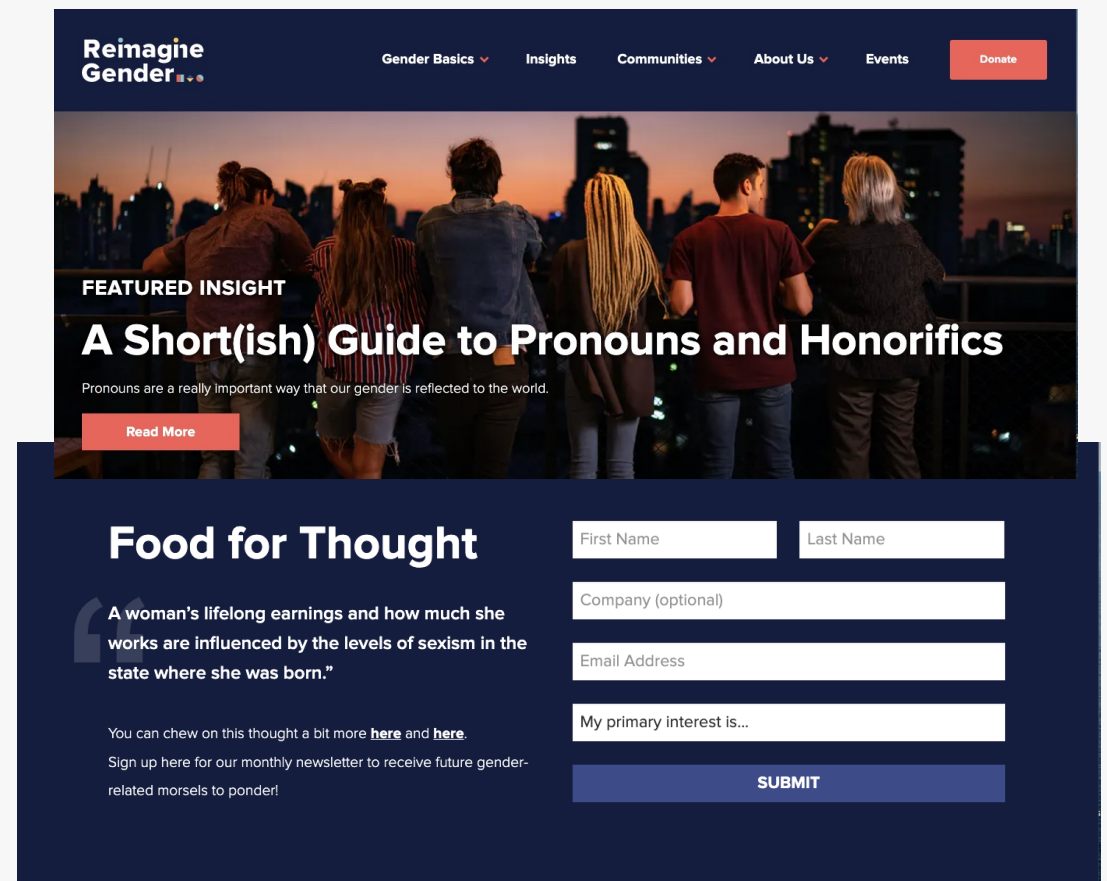 Reimagine
Gender
Gender Basics
Insights
Communities
About Us
Events
Donate
FEATURED INSIGHT
A Short(ish) Guide to Pronouns and Honorifics
Pronouns are a really important way that our gender is reflected to the world.
Read More
Food for Thought
“
A woman’s lifelong earnings and how much she
works are influenced by the levels of sexism in the
state where she was born.”
You can chew on this thought a bit more here and here.
Sign up here for our monthly newsletter to receive future gender-
related morsels to ponder!
First Name
Last Name
Company (optional)
Email Address
My primary interest is...
SUBMIT